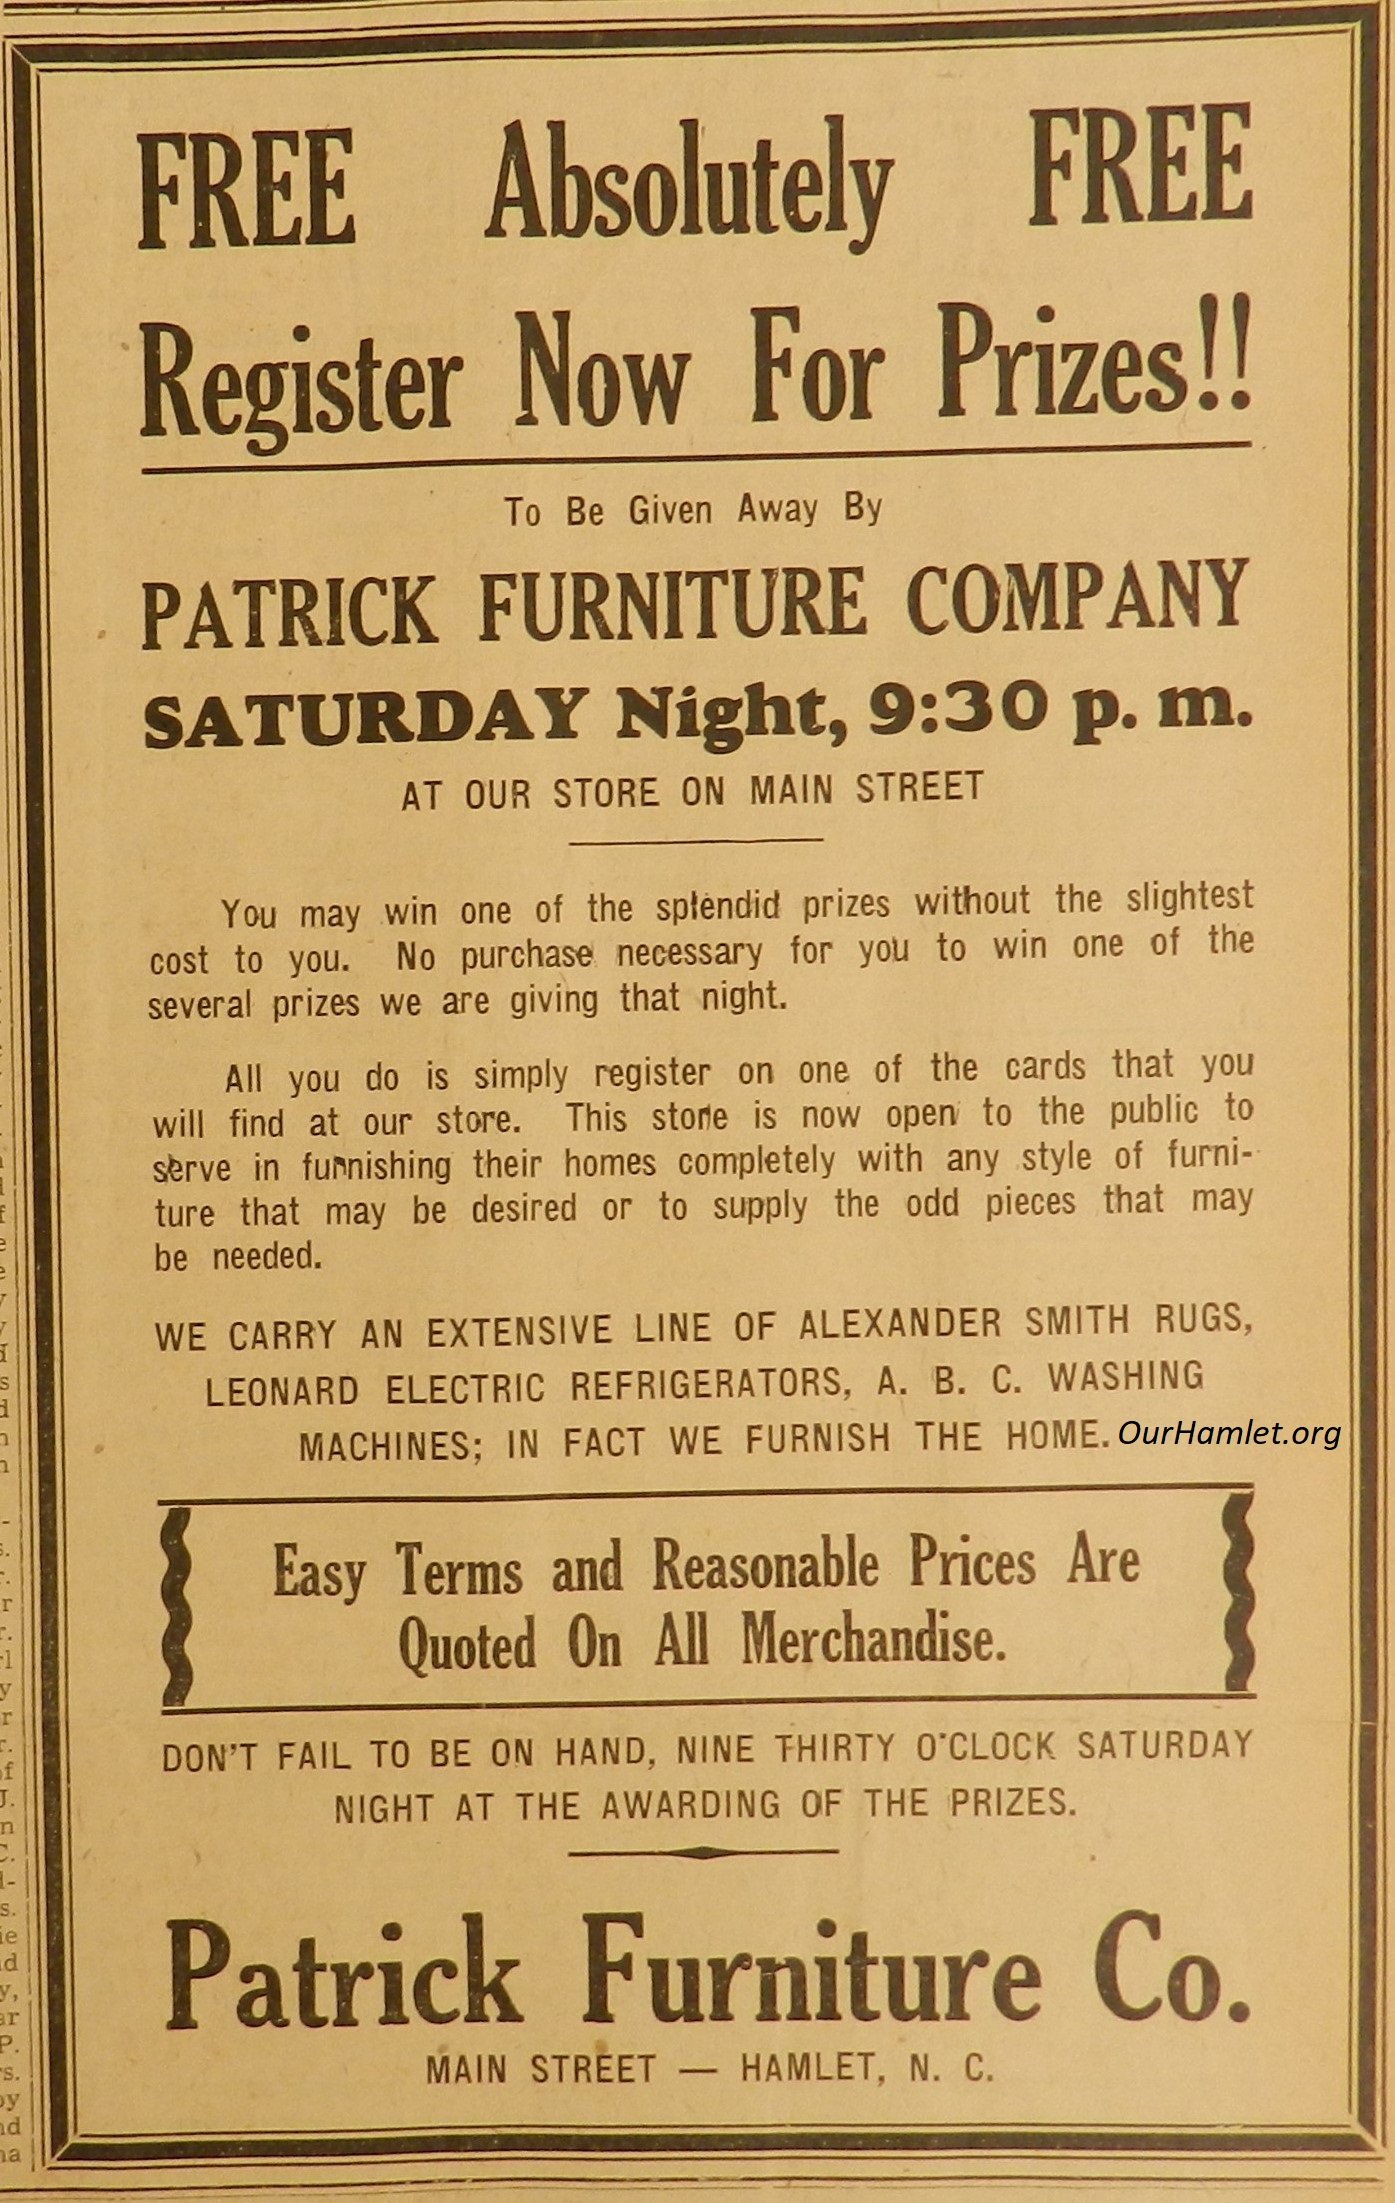 FREE Absolutely FREE
Register Now For Prizes!!
To Be Given Away By
PATRICK FURNITURE COMPANY
SATURDAY Night, 9:30 p. m.
AT OUR STORE ON MAIN STREET
You may win one of the splendid prizes without the slightest
cost to you. No purchase necessary for you to win one of the
several prizes we are giving that night.
All you do is simply register on one of the cards that you
will find at our store. This store is now open to the public to
serve in furnishing their homes completely with any style of furni-
ture that may be desired or to supply the odd pieces that may
be needed.
WE CARRY AN EXTENSIVE LINE OF ALEXANDER SMITH RUGS,
LEONARD ELECTRIC REFRIGERATORS, A. B. C. WASHING
MACHINES; IN FACT WE FURNISH THE HOME.
OurHamlet.org
Easy Terms and Reasonable Prices Are
Quoted On All Merchandise.
DON'T FAIL TO BE ON HAND, NINE THIRTY O'CLOCK SATURDAY
NIGHT AT THE AWARDING OF THE PRIZES.
Patrick Furniture Co.
MAIN STREET — HAMLET, N. C.